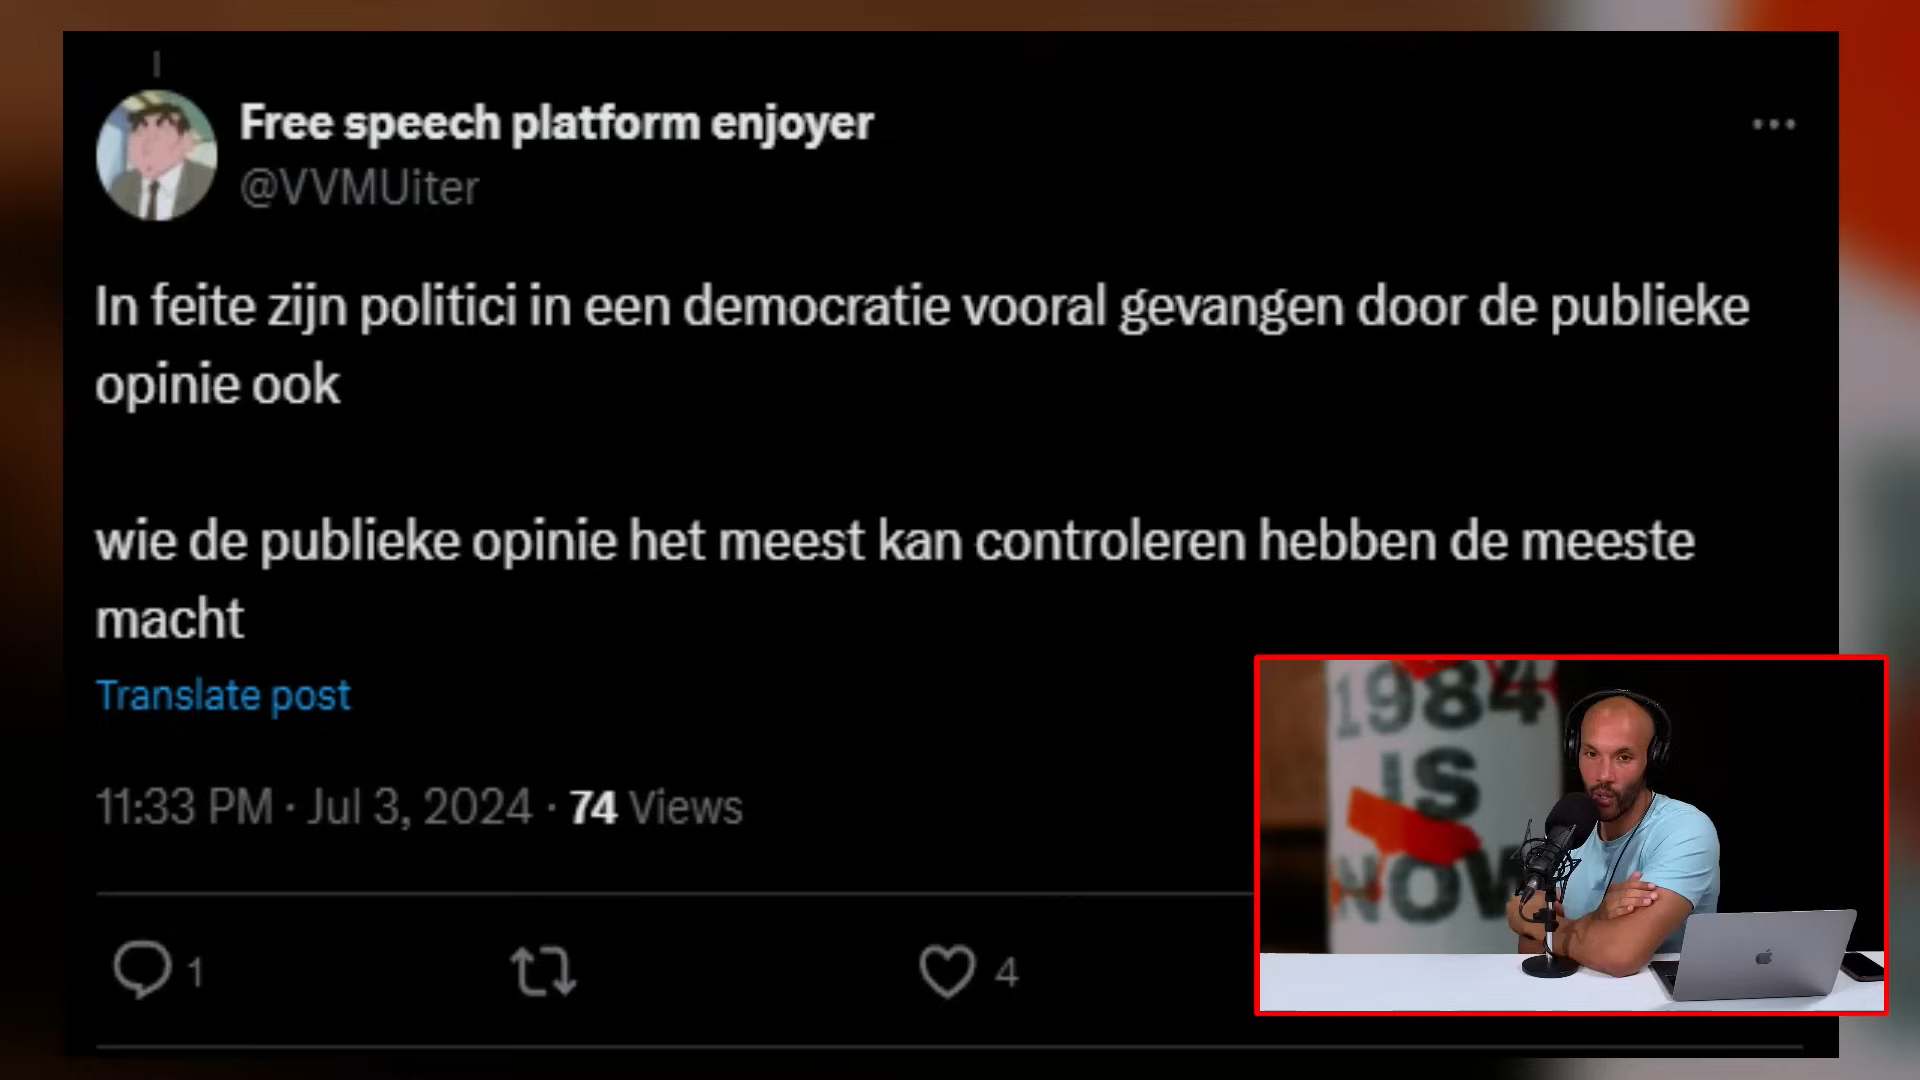 Free speech platform enjoyer
@VVMUiter
In feite zijn politici in een democratie vooral gevangen door de publieke
opinie ook
wie de publieke opinie het meest kan controleren hebben de meeste
macht
Translate post
11:33 PM · Jul 3, 2024 · 74 Views
1
4
1984
IS
NOW